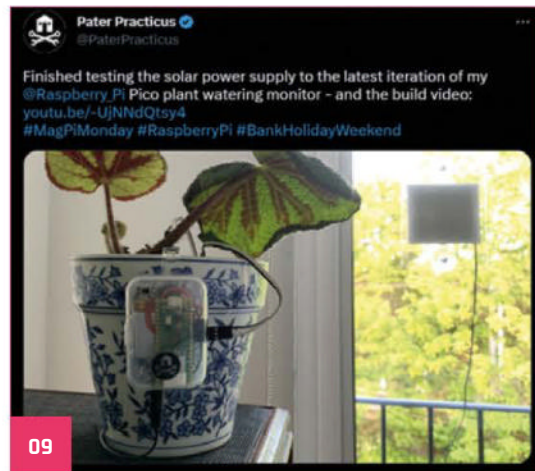 Pater Practicus
@PaterPracticus
Finished testing the solar power supply to the latest iteration of my
@Raspberry_Pi Pico plant watering monitor - and the build video:
youtu.be/-UjNNdQtsy4
#MagPiMonday #RaspberryPi #BankHolidayWeekend
09